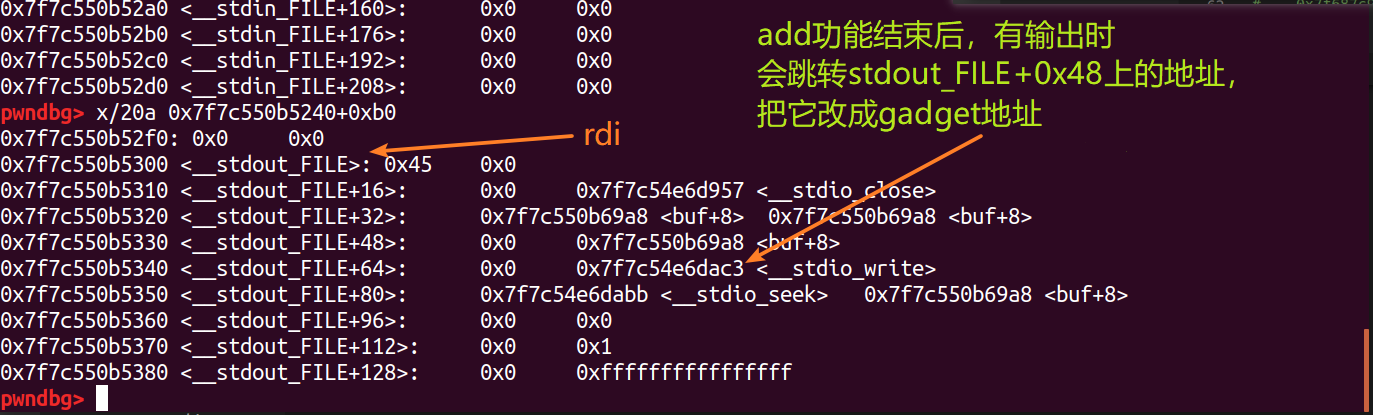 0x7f7c550b52a0 <__stdin_FILE+160>: 0x0 0x0
0x7f7c550b52b0 <__stdin_FILE+176>: 0x0 0x0
0x7f7c550b52c0 <__stdin_FILE+192>: 0x0 0x0
0x7f7c550b52d0 <__stdin_FILE+208>: 0x0 0x0
pwndbg> x/20a 0x7f7c550b5240+0xb0
0x7f7c550b52f0: 0x0 0x0
0x7f7c550b5300 <__stdout_FILE>: 0x45 0x0
0x7f7c550b5310 <__stdout_FILE+16>: 0x0 0x7f7c54e6d957 <__stdio_close>
0x7f7c550b5320 <__stdout_FILE+32>: 0x7f7c550b69a8 <buf+8> 0x7f7c550b69a8 <buf+8>
0x7f7c550b5330 <__stdout_FILE+48>: 0x0 0x7f7c550b69a8 <buf+8>
0x7f7c550b5340 <__stdout_FILE+64>: 0x0 0x7f7c54e6dac3 <__stdio_write>
0x7f7c550b5350 <__stdout_FILE+80>: 0x7f7c54e6dabb <__stdio_seek> 0x7f7c550b69a8 <buf+8>
0x7f7c550b5360 <__stdout_FILE+96>: 0x0 0x0
0x7f7c550b5370 <__stdout_FILE+112>: 0x0 0x1
0x7f7c550b5380 <__stdout_FILE+128>: 0x0 0xffffffffffffffff
pwndbg>
rdi
add功能结束后，有输出时
会跳转stdout_FILE+0x48上的地址，
把它改成gadget地址